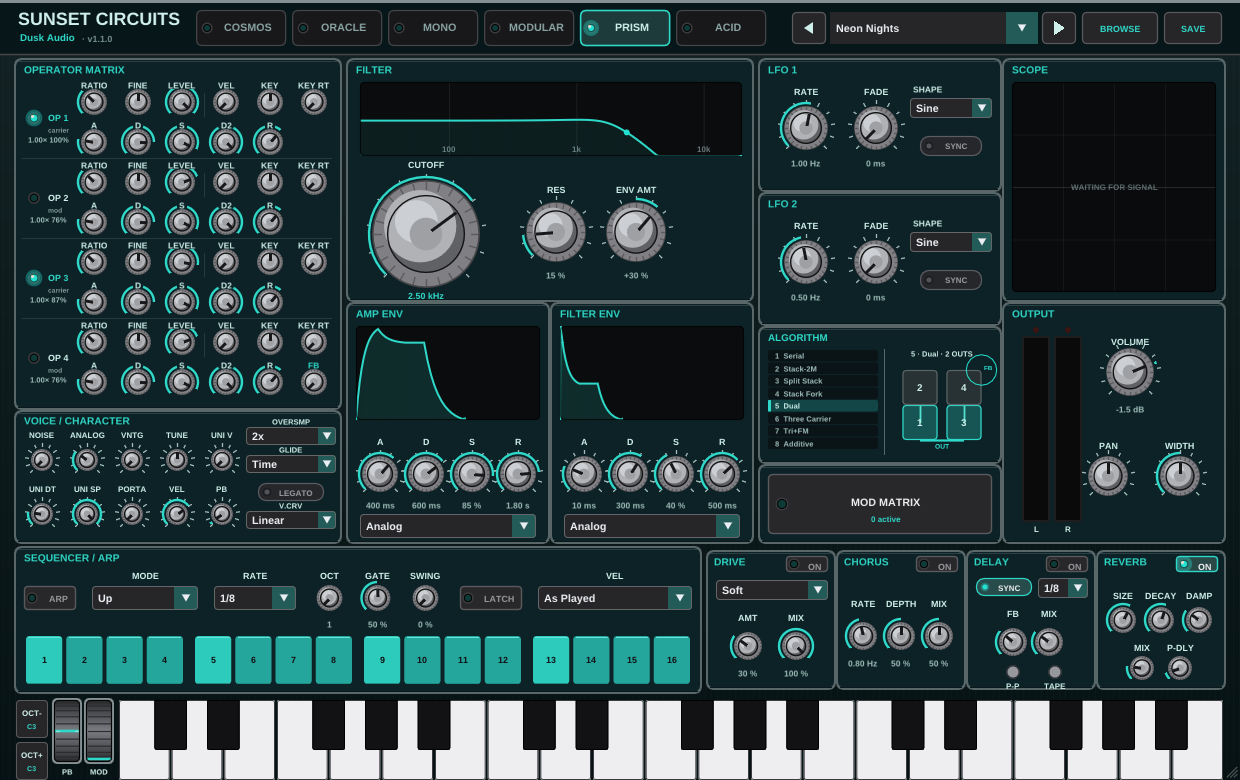 SUNSET CIRCUITS
Dusk Audio · v1.1.0
COSMOS ORACLE MONO MODULAR PRISM ACID
Neon Nights
BROWSE SAVE
OPERATOR MATRIX
RATIO FINE LEVEL VEL KEY KEY RT
OP 1
carrier
1.00× 100%
A D S D2 R
RATIO FINE LEVEL VEL KEY KEY RT
OP 2
mod
1.00× 76%
A D S D2 R
RATIO FINE LEVEL VEL KEY KEY RT
OP 3
carrier
1.00× 87%
A D S D2 R
RATIO FINE LEVEL VEL KEY KEY RT
OP 4
mod
1.00× 76%
A D S D2 R FB
VOICE / CHARACTER
NOISE ANALOG VNTG TUNE UNI V
UNI DT UNI SP PORTA VEL PB
OVERSMP
2x
GLIDE
Time
LEGATO
V.CRV
Linear
FILTER
100 1k 10k
CUTOFF
2.50 kHz
RES
15 %
ENV AMT
+30 %
AMP ENV
A D S R
400 ms 600 ms 85 % 1.80 s
Analog
FILTER ENV
A D S R
10 ms 300 ms 40 % 500 ms
Analog
LFO 1
RATE FADE
1.00 Hz 0 ms
SHAPE
Sine
SYNC
LFO 2
RATE FADE
0.50 Hz 0 ms
SHAPE
Sine
SYNC
ALGORITHM
1 Serial
2 Stack-2M
3 Split Stack
4 Stack Fork
5 Dual
6 Three Carrier
7 Tri+FM
8 Additive
5 · Dual · 2 OUTS
FB
2 4
1 3
OUT
MOD MATRIX
0 active
SCOPE
WAITING FOR SIGNAL
OUTPUT
L R
VOLUME
-1.5 dB
PAN WIDTH
SEQUENCER / ARP
ARP
MODE
Up
RATE
1/8
OCT GATE SWING
1 50 % 0 %
LATCH
VEL
As Played
1 2 3 4 5 6 7 8 9 10 11 12 13 14 15 16
DRIVE ON
Soft
AMT MIX
30 % 100 %
CHORUS ON
RATE DEPTH MIX
0.80 Hz 50 % 50 %
DELAY ON
SYNC 1/8
FB MIX
P-P TAPE
REVERB ON
SIZE DECAY DAMP
MIX P-DLY
OCT-
C3
OCT+
C3
PB MOD